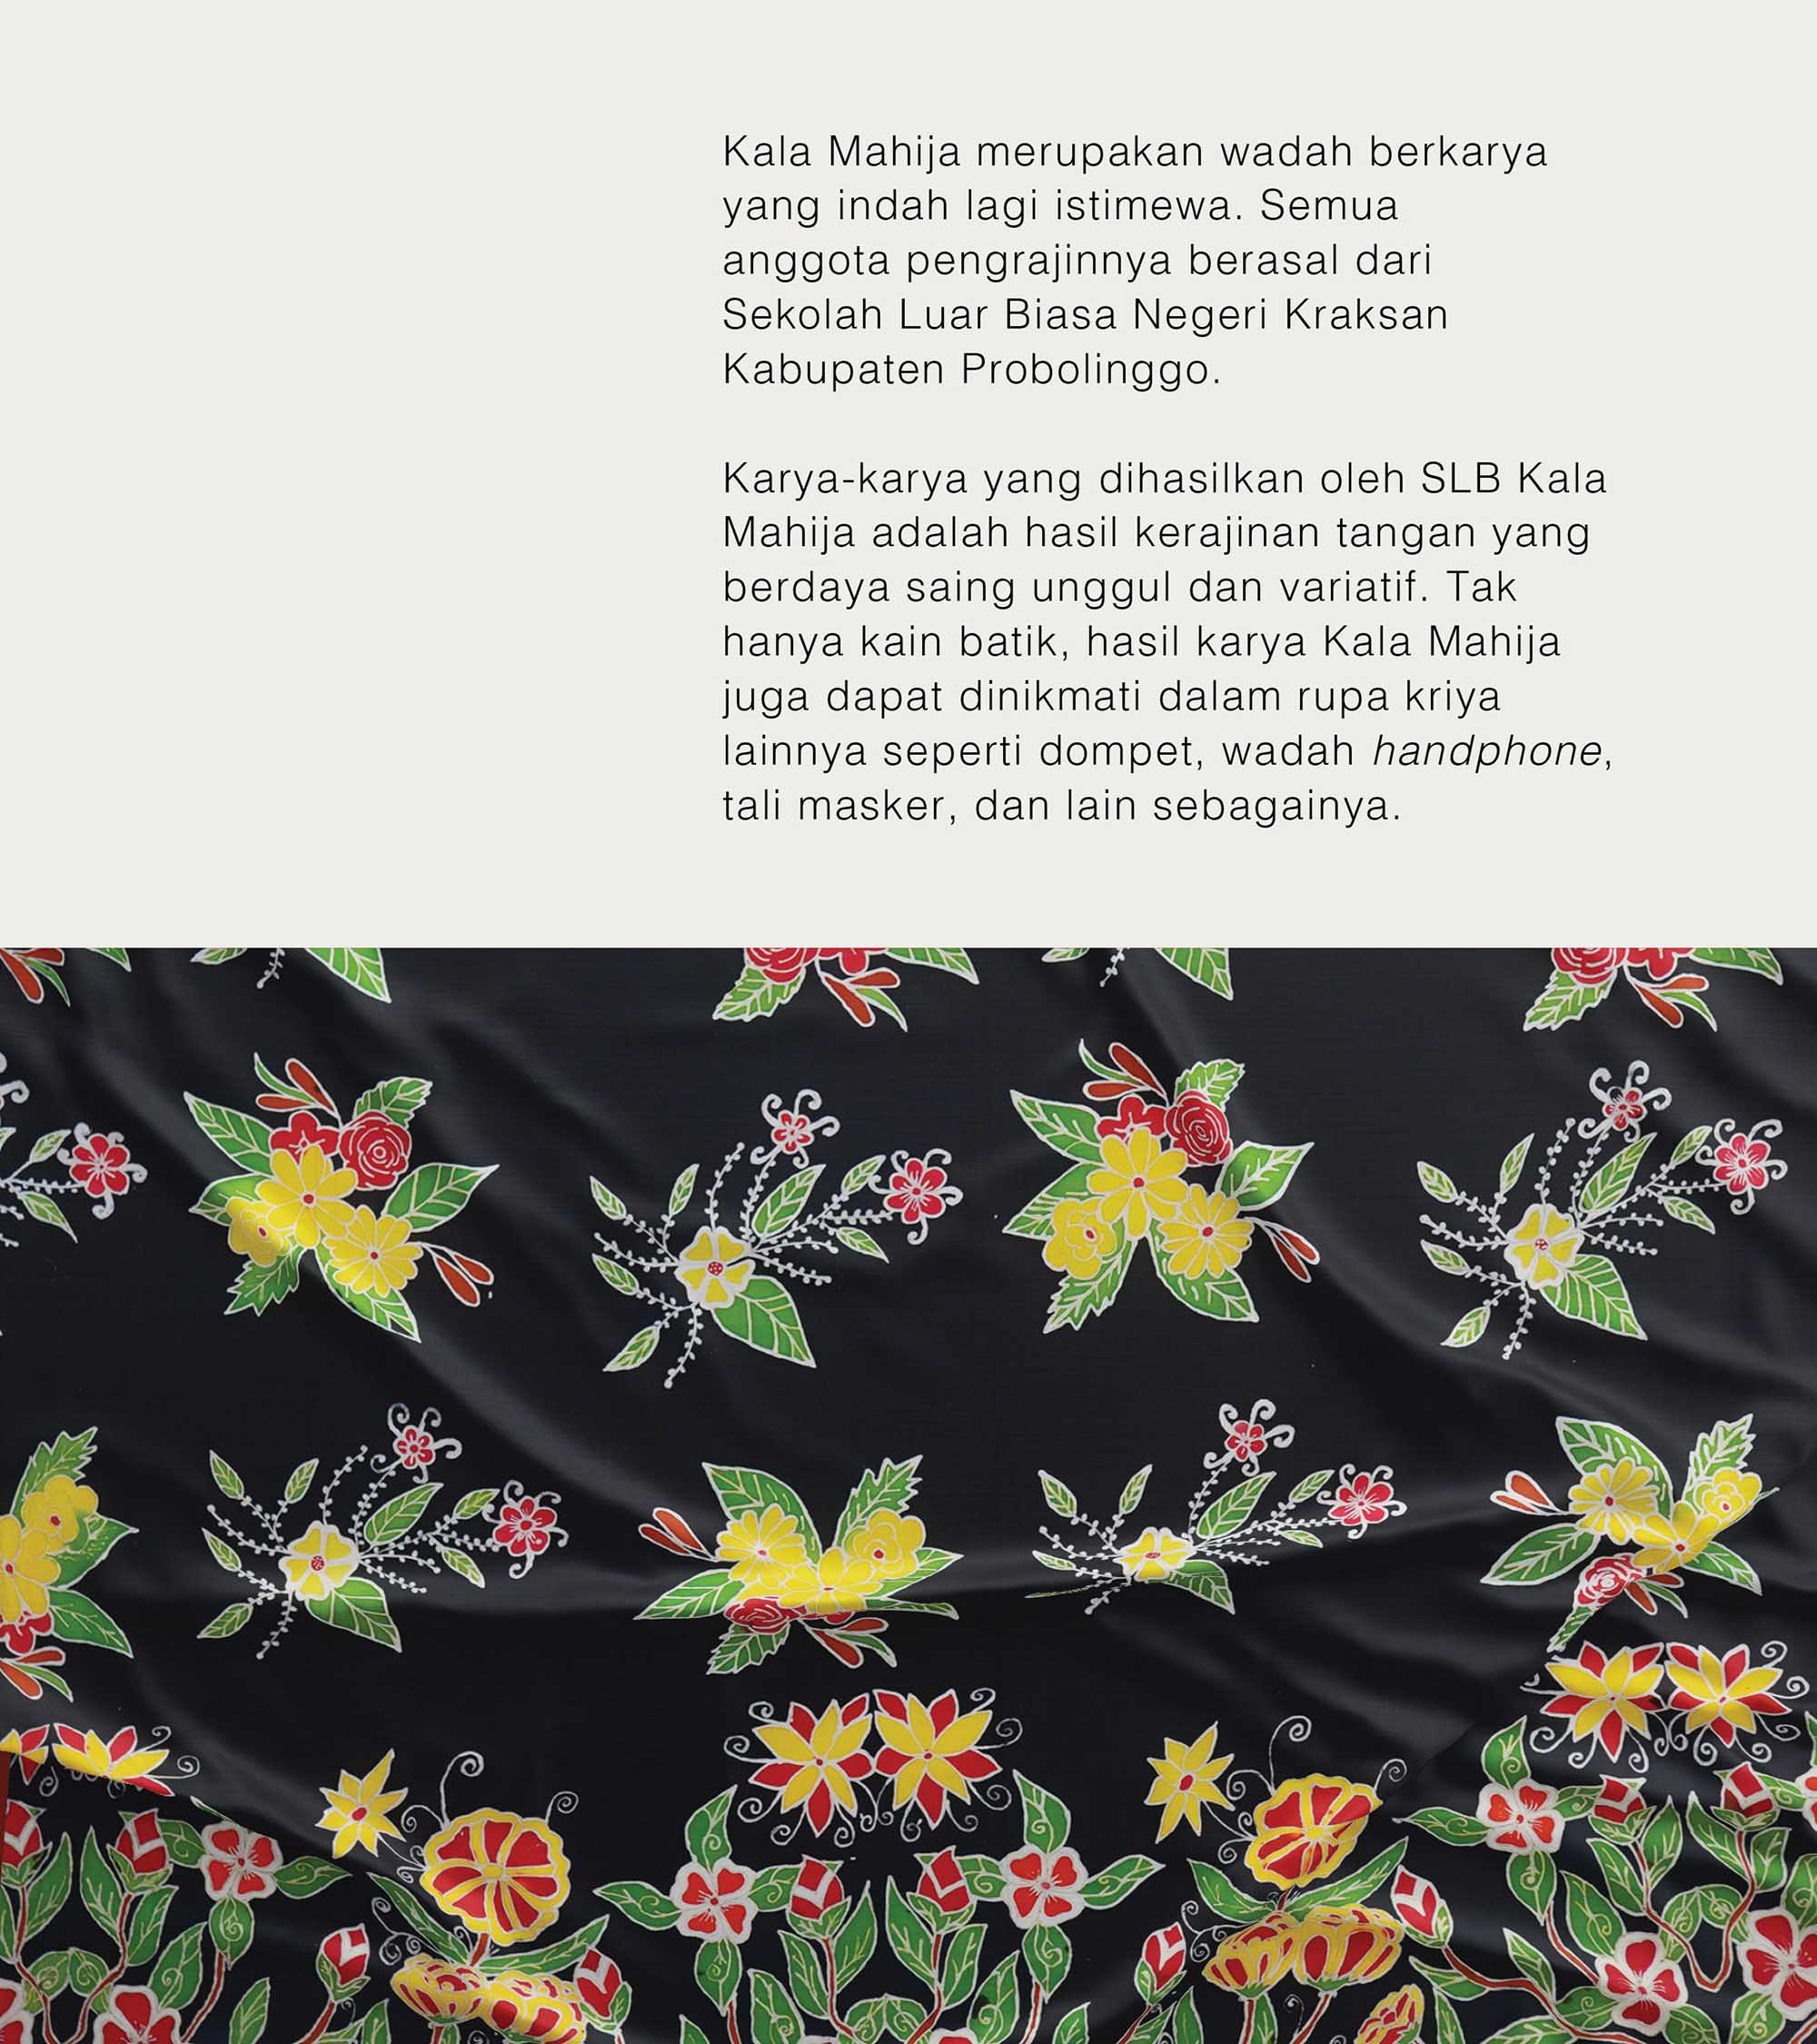 Kala Mahija merupakan wadah berkarya
yang indah lagi istimewa. Semua
anggota pengrajinnya berasal dari
Sekolah Luar Biasa Negeri Kraksan
Kabupaten Probolinggo.
Karya-karya yang dihasilkan oleh SLB Kala
Mahija adalah hasil kerajinan tangan yang
berdaya saing unggul dan variatif. Tak
hanya kain batik, hasil karya Kala Mahija
juga dapat dinikmati dalam rupa kriya
lainnya seperti dompet, wadah handphone,
tali masker, dan lain sebagainya.